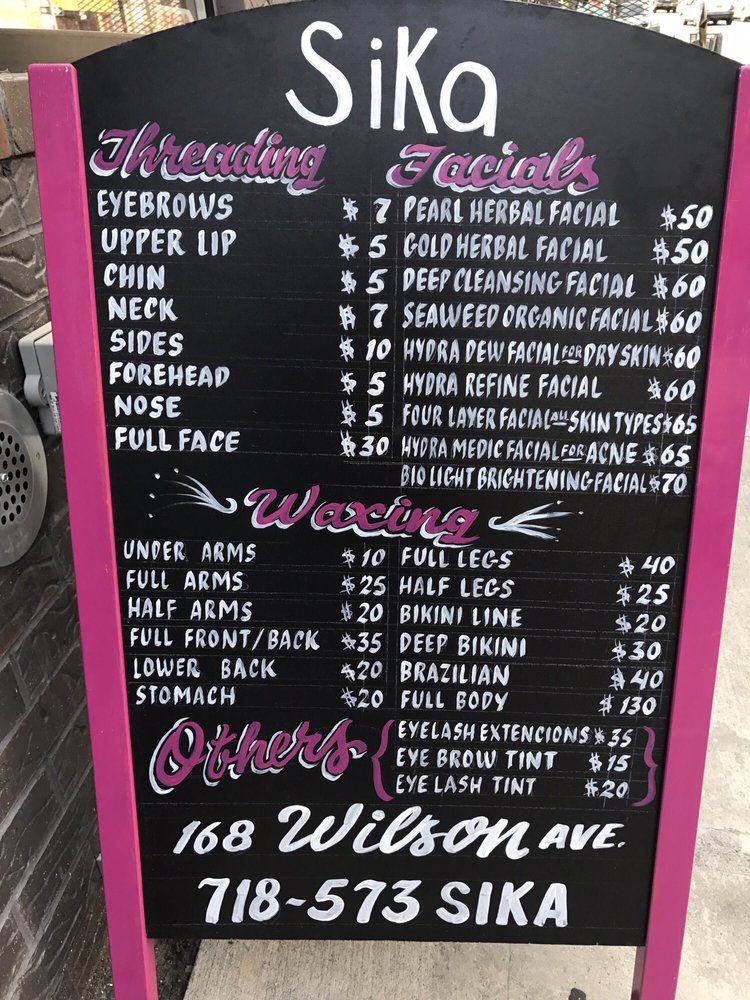 SiKa
Threading
EYEBROWS $ 7
UPPER LIP $ 5
CHIN $ 5
NECK $ 7
SIDES $ 10
FOREHEAD $ 5
NOSE $ 5
FULL FACE $30
Facials
PEARL HERBAL FACIAL $50
GOLD HERBAL FACIAL $50
DEEP CLEANSING FACIAL $60
SEAWEED ORGANIC FACIAL $60
HYDRA DEW FACIAL FOR DRY SKIN $60
HYDRA REFINE FACIAL $60
FOUR LAYER FACIAL ALL SKIN TYPES $65
HYDRA MEDIC FACIAL FOR ACNE $65
BIO LIGHT BRIGHTENING FACIAL $70
Waxing
UNDER ARMS $10
FULL ARMS $25
HALF ARMS $20
FULL FRONT/BACK $35
LOWER BACK $20
STOMACH $20
FULL LEGS $40
HALF LEGS $25
BIKINI LINE $20
DEEP BIKINI $30
BRAZILIAN $40
FULL BODY $130
Others
EYELASH EXTENCIONS $35
EYE BROW TINT $15
EYE LASH TINT $20
168 Wilson AVE.
718-573 SIKA